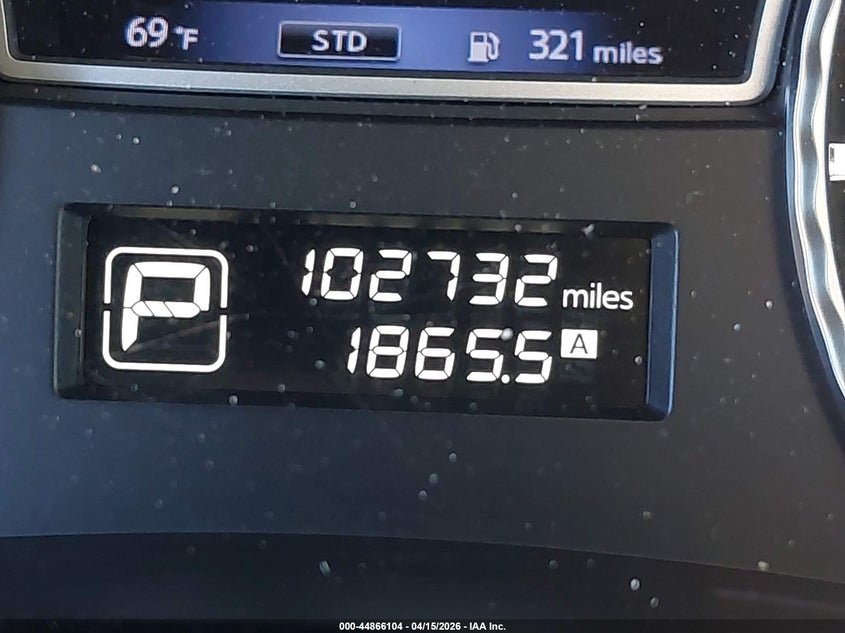 69 °F STD 321 miles
P
102732 miles
1865.5 A
000-44866104 - 04/15/2026 - IAA Inc.